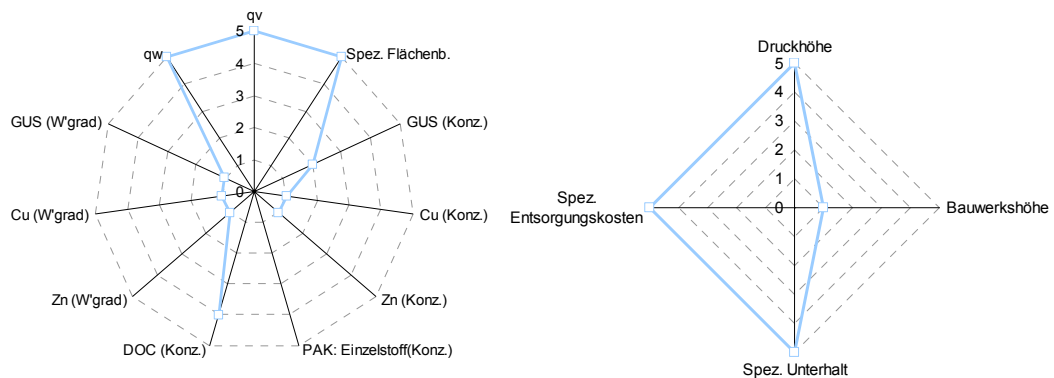 qv
5
qw
Spez. Flächenb.
4
3
GUS (W'grad)
GUS (Konz.)
2
1
0
Cu (W'grad)
Cu (Konz.)
Zn (W'grad)
Zn (Konz.)
DOC (Konz.)
PAK: Einzelstoff(Konz.)
Druckhöhe
5
4
3
2
1
0
Spez.
Entsorgungskosten
Bauwerkshöhe
Spez. Unterhalt